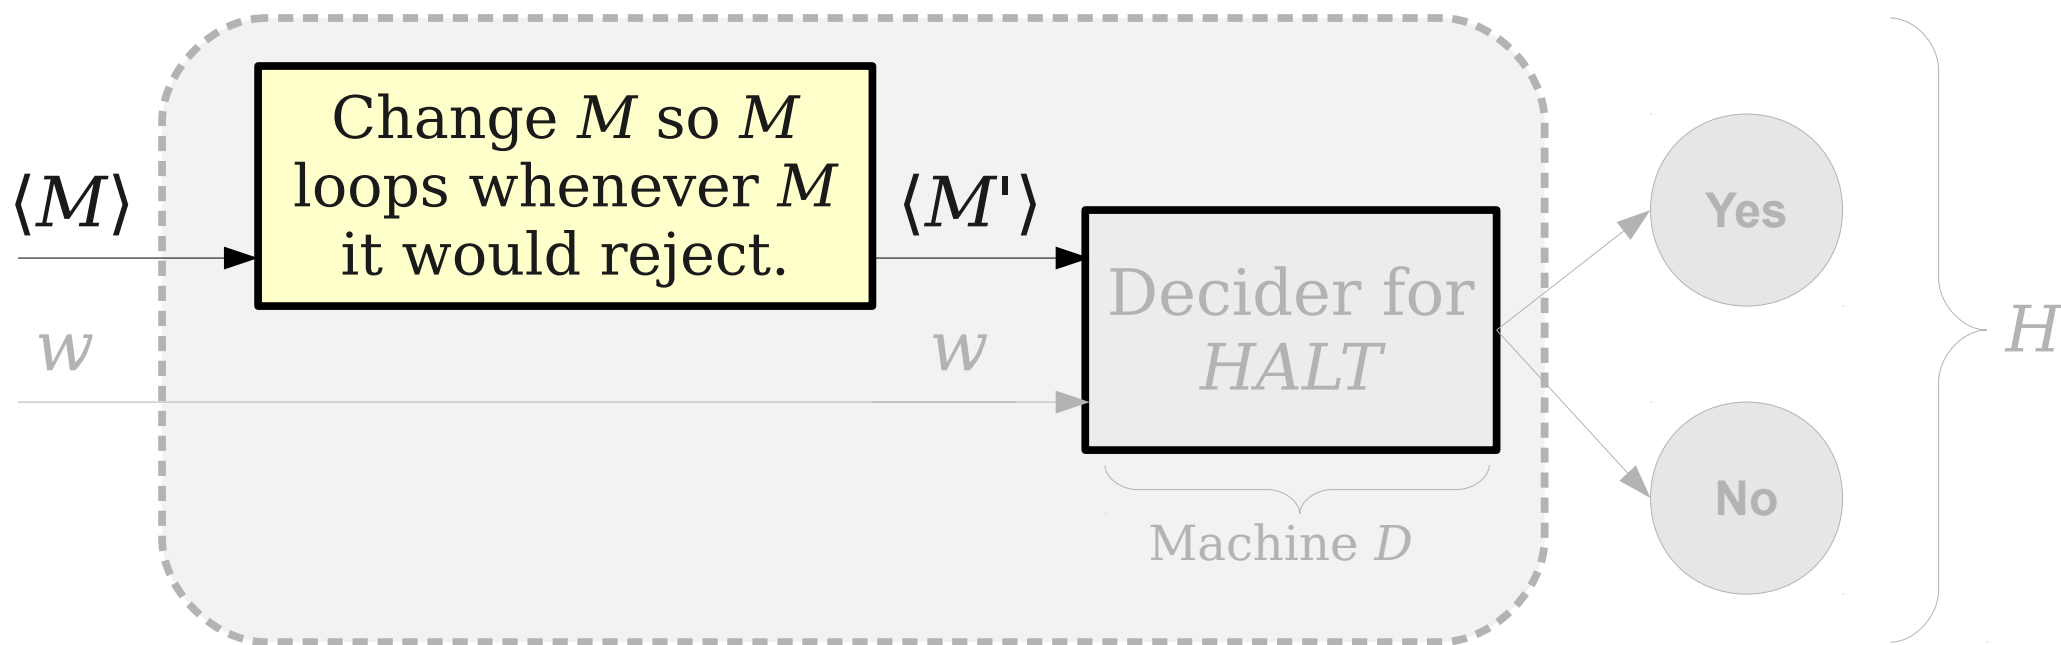 Change M so M
loops whenever M
it would reject.
⟨M⟩
⟨M'⟩
w
w
Decider for
HALT
Machine D
Yes
No
H